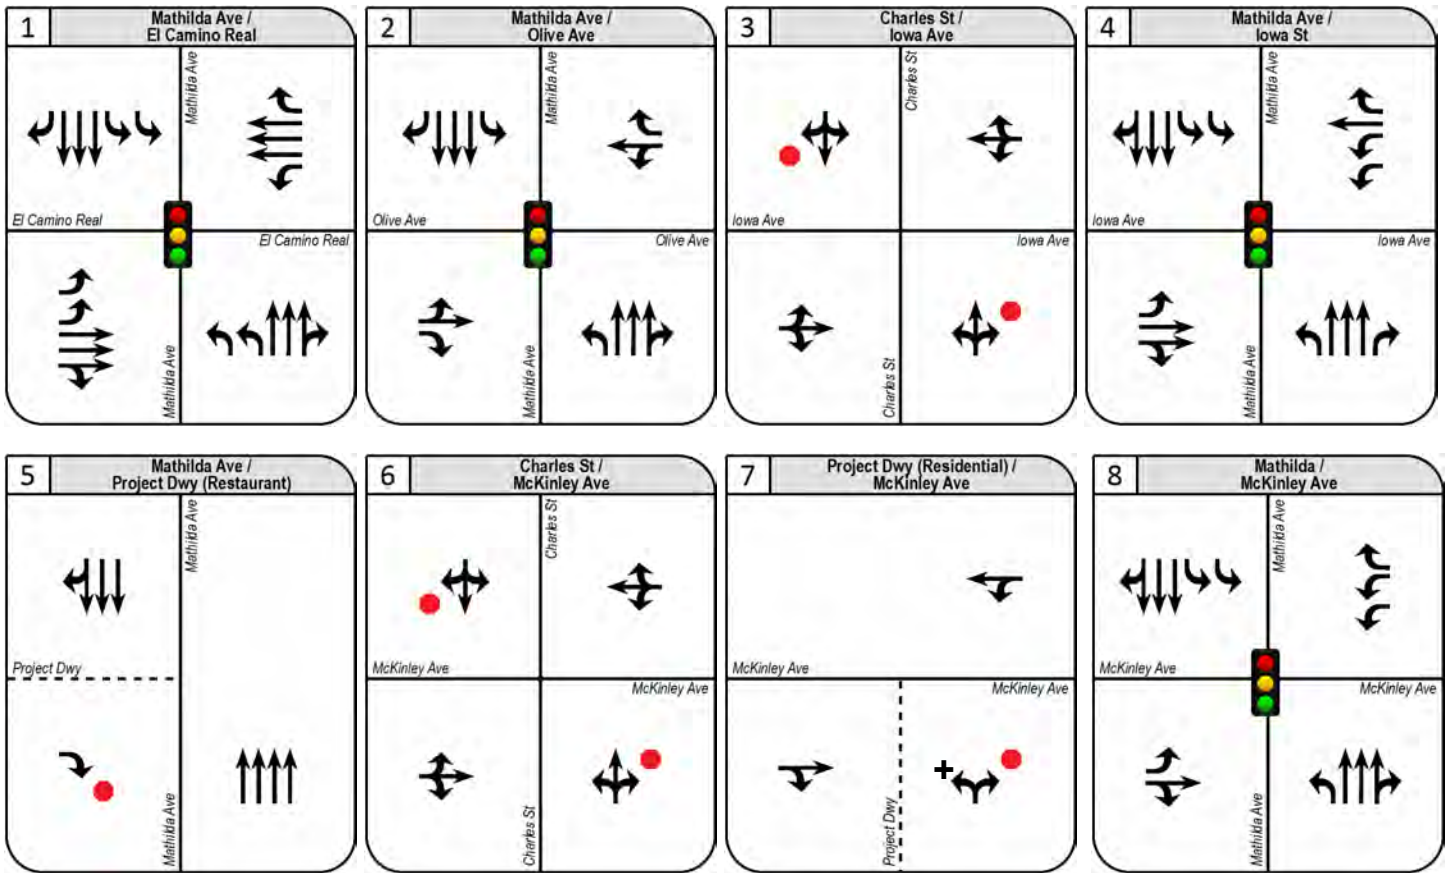 1
Mathilda Ave /
El Camino Real
Mathilda Ave
El Camino Real
El Camino Real
Mathilda Ave
2
Mathilda Ave /
Olive Ave
Mathilda Ave
Olive Ave
Olive Ave
Mathilda Ave
3
Charles St /
Iowa Ave
Charles St
Iowa Ave
Iowa Ave
Charles St
4
Mathilda Ave /
Iowa St
Mathilda Ave
Iowa Ave
Iowa Ave
Mathilda Ave
5
Mathilda Ave /
Project Dwy (Restaurant)
Mathilda Ave
Project Dwy
Mathilda Ave
6
Charles St /
McKinley Ave
Charles St
McKinley Ave
McKinley Ave
Charles St
7
Project Dwy (Residential) /
McKinley Ave
McKinley Ave
McKinley Ave
Project Dwy
8
Mathilda /
McKinley Ave
Mathilda Ave
McKinley Ave
McKinley Ave
Mathilda Ave